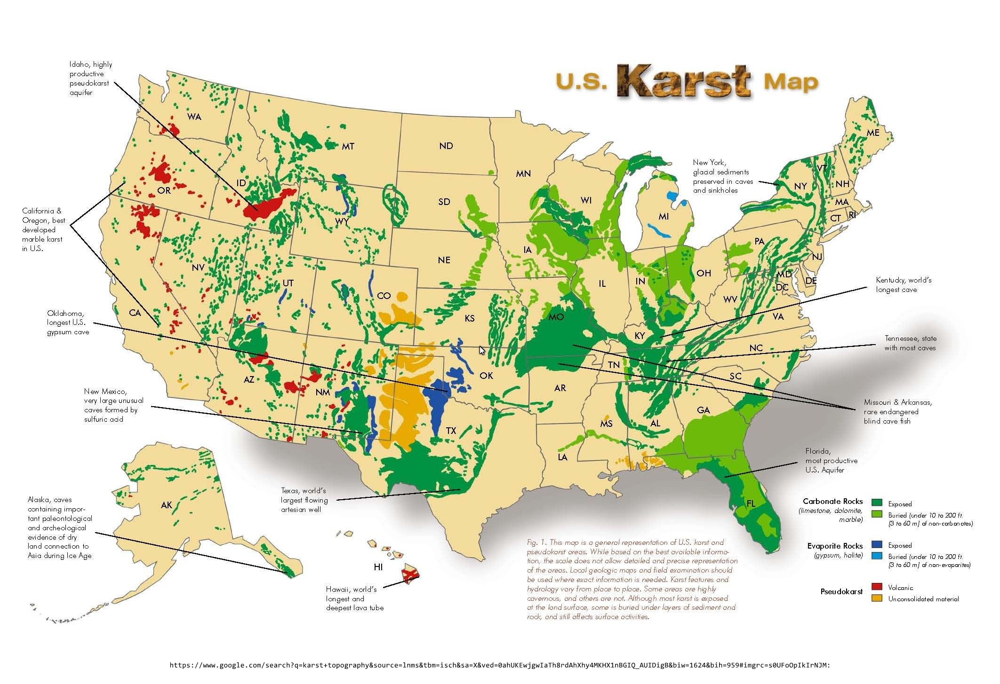 U.S. Karst Map
Idaho, highly
productive
pseudokarst
aquifer
California &
Oregon, best
developed
marble karst
in U.S.
Oklahoma,
longest U.S.
gypsum cave
New Mexico,
very large unusual
caves formed by
sulfuric acid
Alaska, caves
containing impor-
tant paleontological
and archeological
evidence of dry
land connection to
Asia during Ice Age
Texas, world's
largest flowing
artesian well
Hawaii, world's
longest and
deepest lava tube
New York,
glacial sediments
preserved in caves
and sinkholes
Kentucky, world's
longest cave
Tennessee, state
with most caves
Missouri & Arkansas,
rare endangered
blind cave fish
Florida,
most productive
U.S. Aquifer
WA
OR
ID
MT
ND
MN
SD
WY
NE
IA
WI
MI
NV
UT
CO
CA
KS
MO
IL
IN
OH
PA
NY
VT
NH
ME
MA
CT
RI
NJ
MD
DC
DE
WV
VA
KY
TN
NC
SC
GA
AL
MS
AR
LA
OK
TX
NM
AZ
FL
AK
HI
Carbonate Rocks
(limestone, dolomite,
marble)
Exposed
Buried (under 10 to 200 ft.
[3 to 60 m] of non-carbonates)
Evaporite Rocks
(gypsum, halite)
Exposed
Buried (under 10 to 200 ft.
[3 to 60 m] of non-evaporites)
Pseudokarst
Volcanic
Unconsolidated material
Fig. 1. This map is a general representation of U.S. karst and
pseudokarst areas. While based on the best available informa-
tion, the scale does not allow detailed and precise representation
of the areas. Local geologic maps and field examination should
be used where exact information is needed. Karst features and
hydrology vary from place to place. Some areas are highly
cavernous, and others are not. Although most karst is exposed
at the land surface, some is buried under layers of sediment and
rock, and still affects surface activities.
https://www.google.com/search?q=karst+topography&source=lnms&tbm=isch&sa=X&ved=0ahUKEwjgwIaTh8rdAhXhy4MKHX1nBGIQ_AUIDigB&biw=1624&bih=959#imgrc=s0UFoOpIkIrNJM: